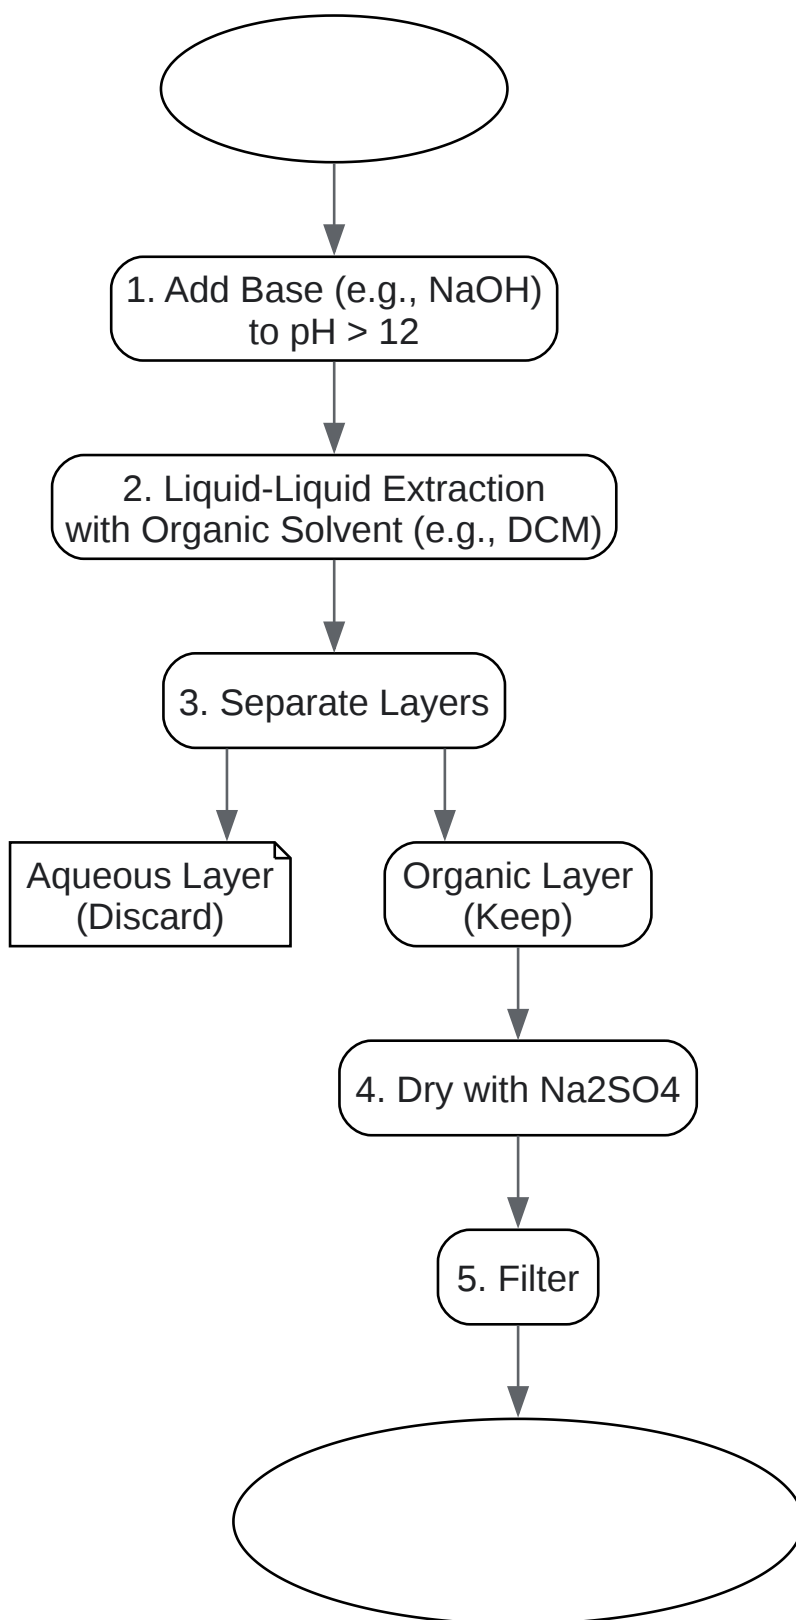 1. Add Base (e.g., NaOH)
to pH > 12
2. Liquid-Liquid Extraction
with Organic Solvent (e.g., DCM)
3. Separate Layers
Aqueous Layer
(Discard)
Organic Layer
(Keep)
4. Dry with Na2SO4
5. Filter